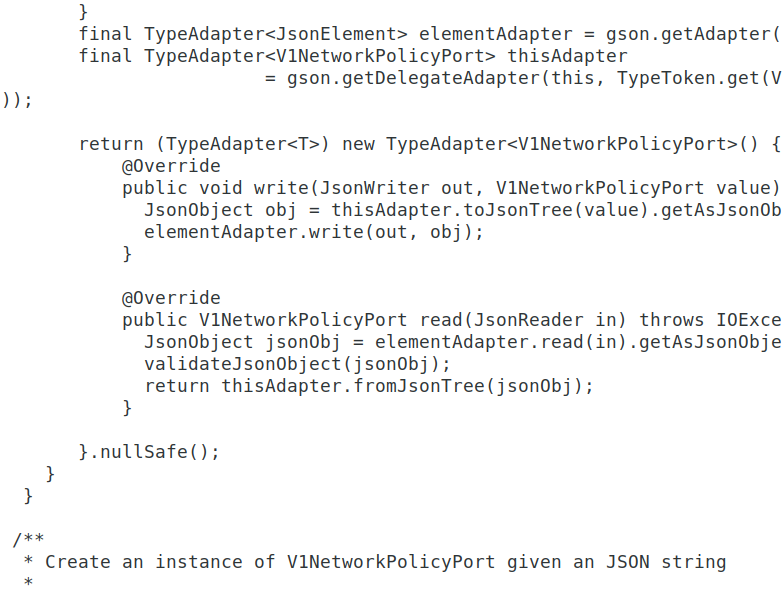 }
final TypeAdapter<JsonElement> elementAdapter = gson.getAdapter(
final TypeAdapter<V1NetworkPolicyPort> thisAdapter
= gson.getDelegateAdapter(this, TypeToken.get(V
));
return (TypeAdapter<T>) new TypeAdapter<V1NetworkPolicyPort>() {
@Override
public void write(JsonWriter out, V1NetworkPolicyPort value)
JsonObject obj = thisAdapter.toJsonTree(value).getAsJsonOb
elementAdapter.write(out, obj);
}
@Override
public V1NetworkPolicyPort read(JsonReader in) throws IOExce
JsonObject jsonObj = elementAdapter.read(in).getAsJsonObje
validateJsonObject(jsonObj);
return thisAdapter.fromJsonTree(jsonObj);
}
}.nullSafe();
}
}
/**
* Create an instance of V1NetworkPolicyPort given an JSON string
*